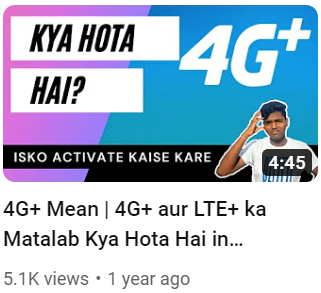 KYA HOTA
HAI?
4G+
ISKO ACTIVATE KAISE KARE
4:45
4G+ Mean | 4G+ aur LTE+ ka
Matalab Kya Hota Hai in...
5.1K views • 1 year ago